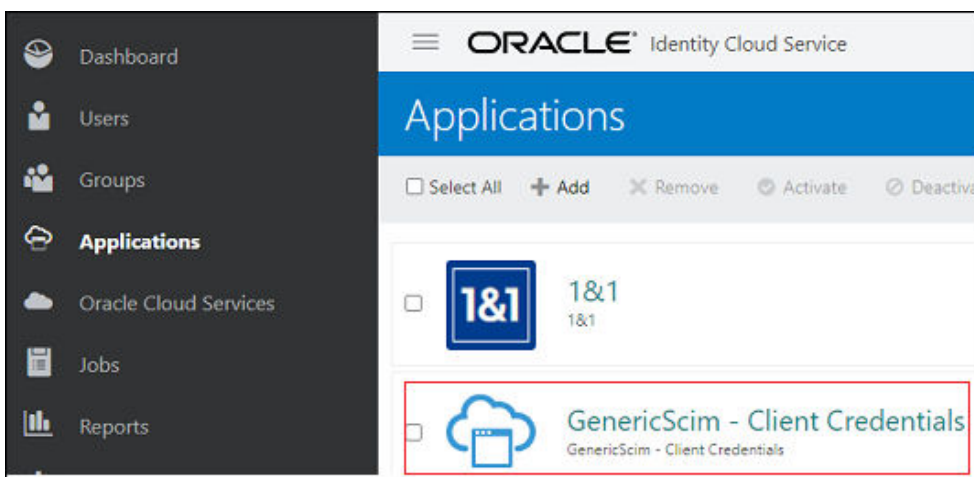 Dashboard
Users
Groups
Applications
Oracle Cloud Services
Jobs
Reports
ORACLE® Identity Cloud Service
Applications
Select All Add Remove Activate Deactiva
1&1
1&1
1&1
GenericScim - Client Credentials
GenericScim - Client Credentials